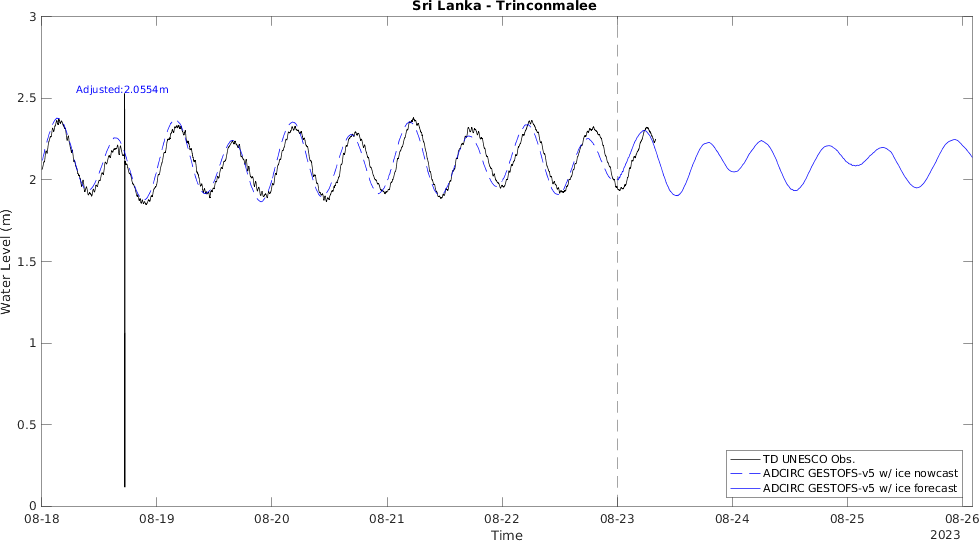 Sri Lanka - Trinconmalee
3
2.5
2
1.5
1
0.5
0
Water Level (m)
Adjusted:2.0554m
TD UNESCO Obs.
ADCIRC GESTOFS-v5 w/ ice nowcast
ADCIRC GESTOFS-v5 w/ ice forecast
08-18 08-19 08-20 08-21 08-22 08-23 08-24 08-25 08-26
Time
2023